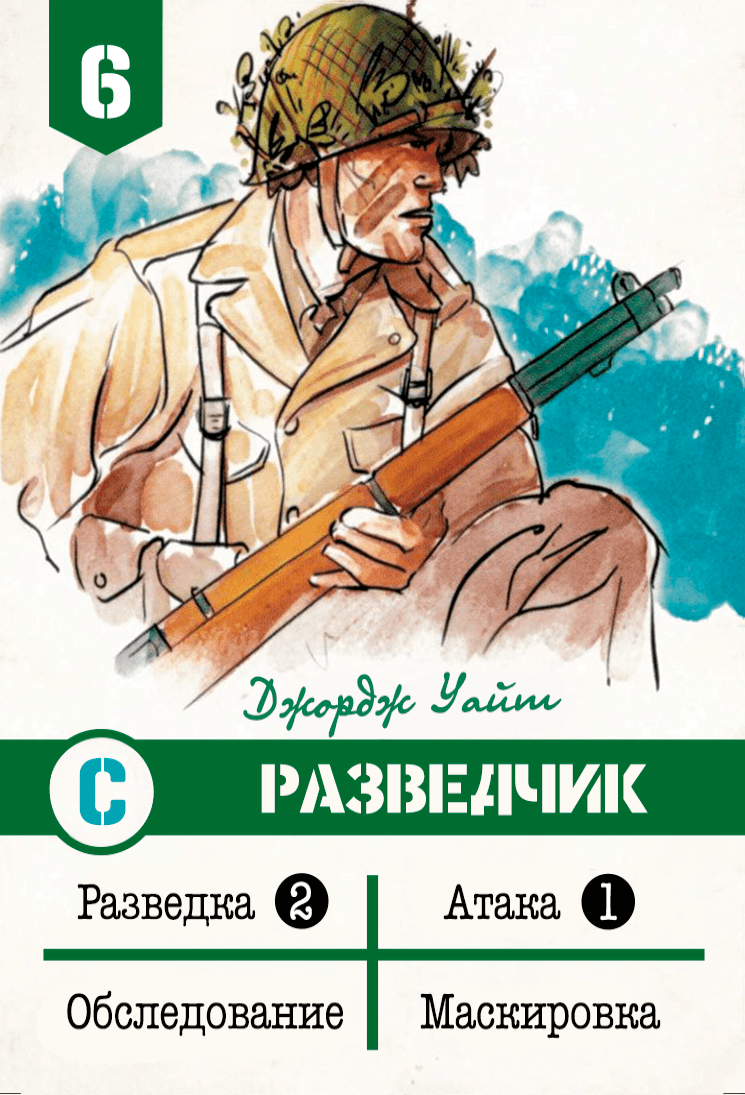 6
Джордж Уайт
С РАЗВЕДЧИК
Разведка 2 Атака 1
Обследование Маскировка